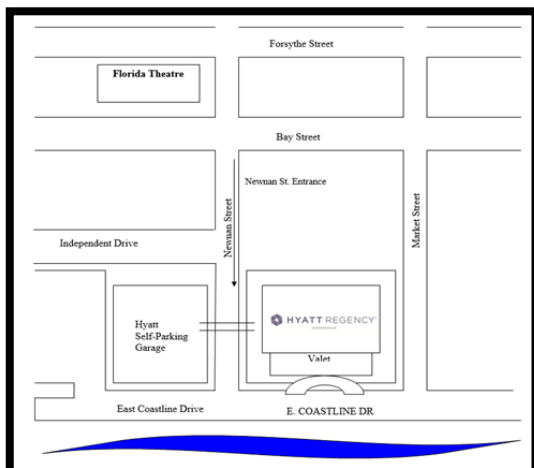 Forsythe Street
Florida Theatre
Bay Street
Newnan St. Entrance
Newnan Street
Market Street
Independent Drive
HYATT REGENCY
Hyatt
Self-Parking
Garage
Valet
East Coastline Drive
E. COASTLINE DR